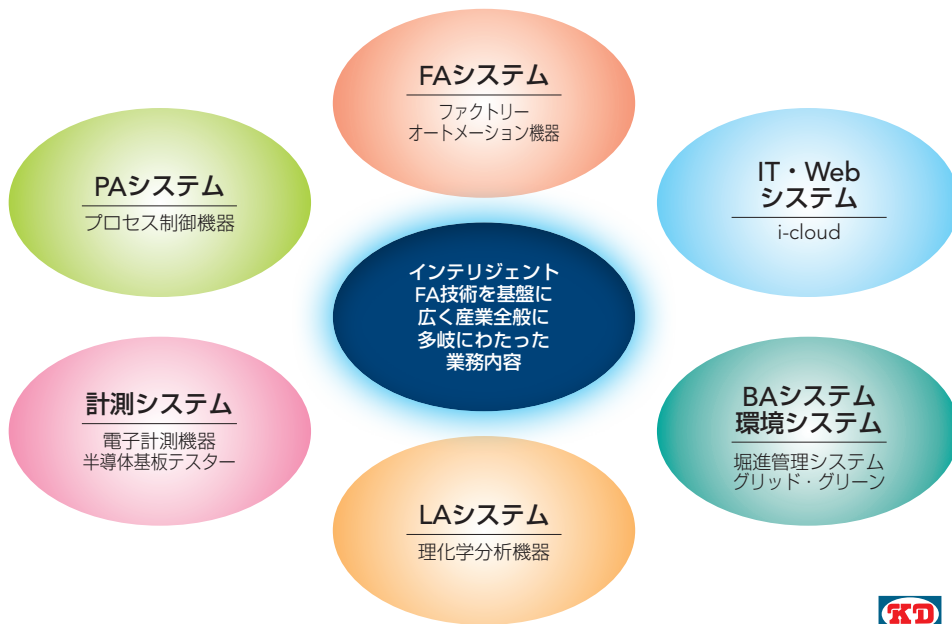 FAシステム
ファクトリー
オートメーション機器
PAシステム
プロセス制御機器
IT・Web
システム
i-cloud
インテリジェント
FA技術を基盤に
広く産業全般に
多岐にわたった
業務内容
計測システム
電子計測機器
半導体基板テスター
BAシステム
環境システム
堀進管理システム
グリッド・グリーン
LAシステム
理化学分析機器
KD